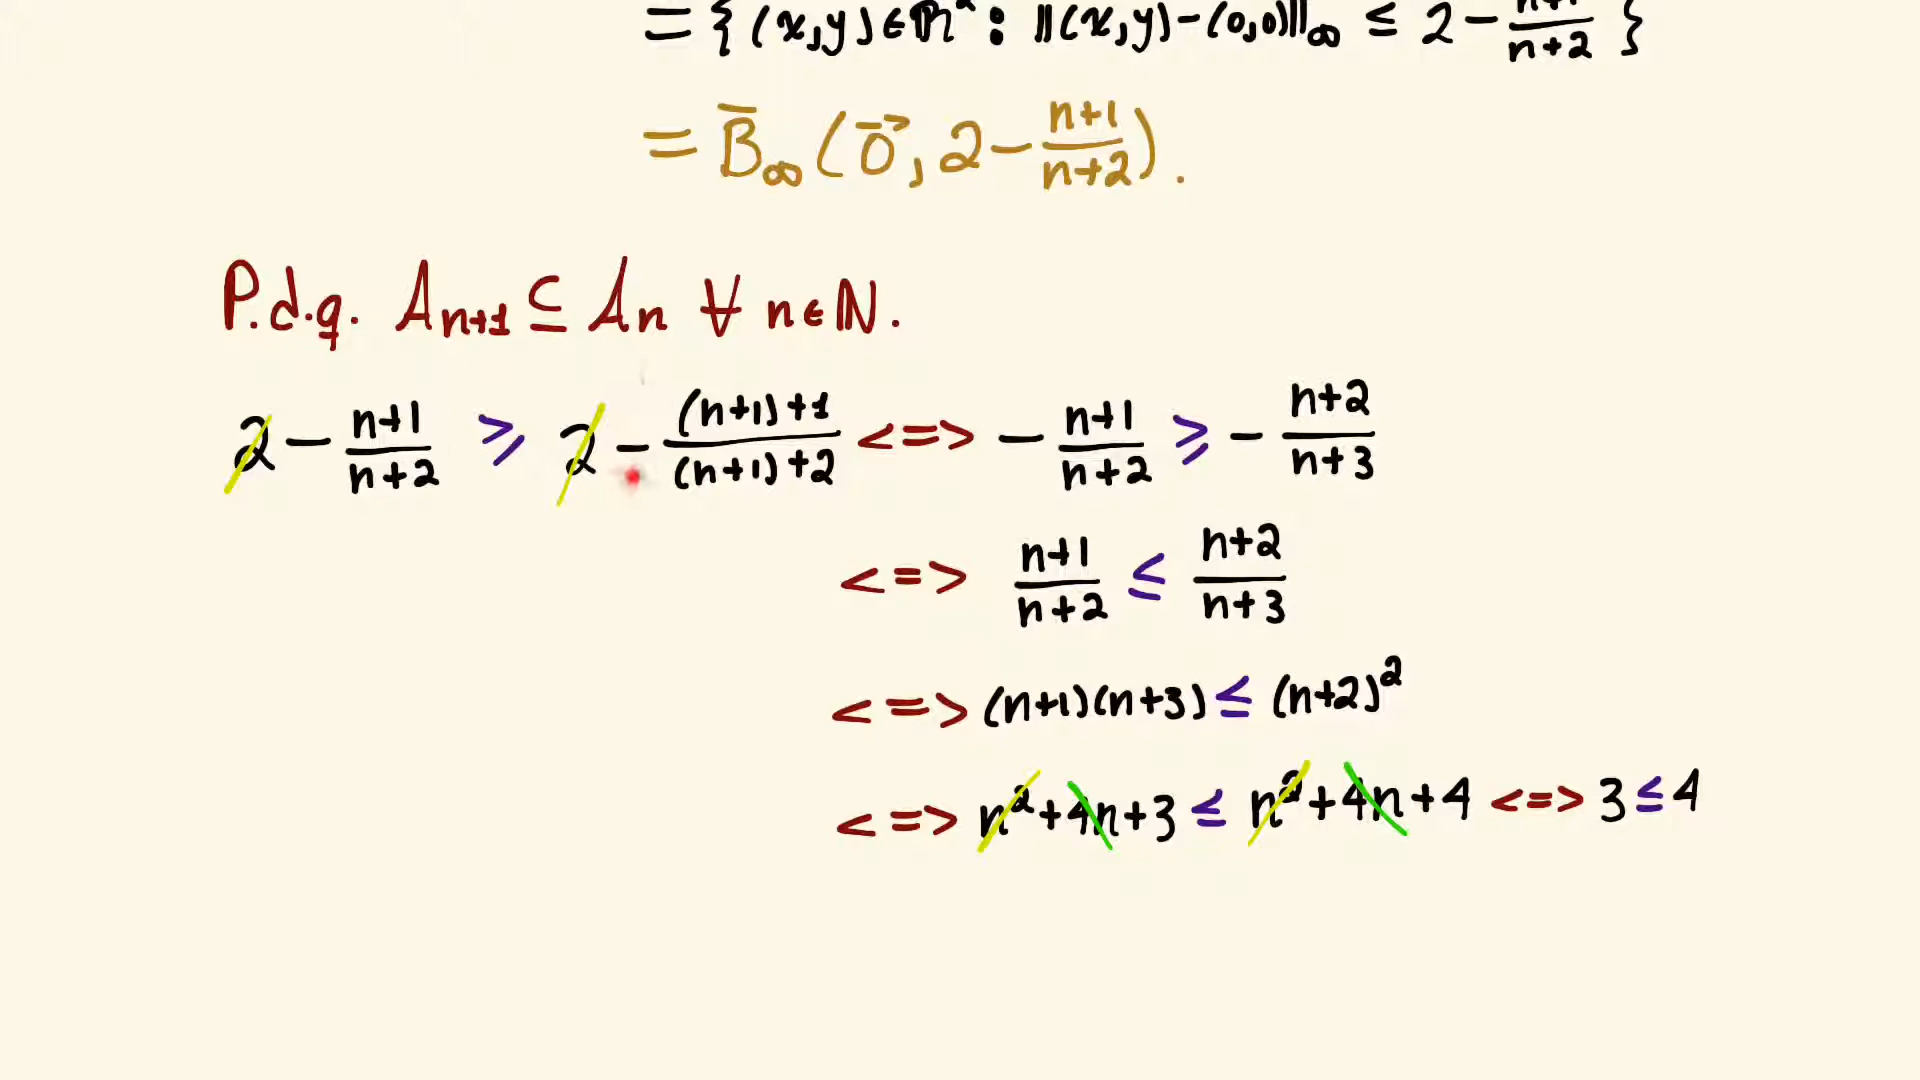 = { (x,y) ∈ ℝ² : ||(x,y)-(0,0)||∞ ≤ 2 - (n+1)/(n+2) }
= B̅∞ (0⃗, 2 - (n+1)/(n+2)).
P.d.q. Aₙ₊₁ ⊆ Aₙ ∀ n∈ℕ.
2 - (n+1)/(n+2) ⩾ 2 - ((n+1)+1)/((n+1)+2) <=> - (n+1)/(n+2) ⩾ - (n+2)/(n+3)
<=> (n+1)/(n+2) ≤ (n+2)/(n+3)
<=> (n+1)(n+3) ≤ (n+2)²
<=> n²+4n+3 ≤ n²+4n+4 <=> 3 ≤ 4